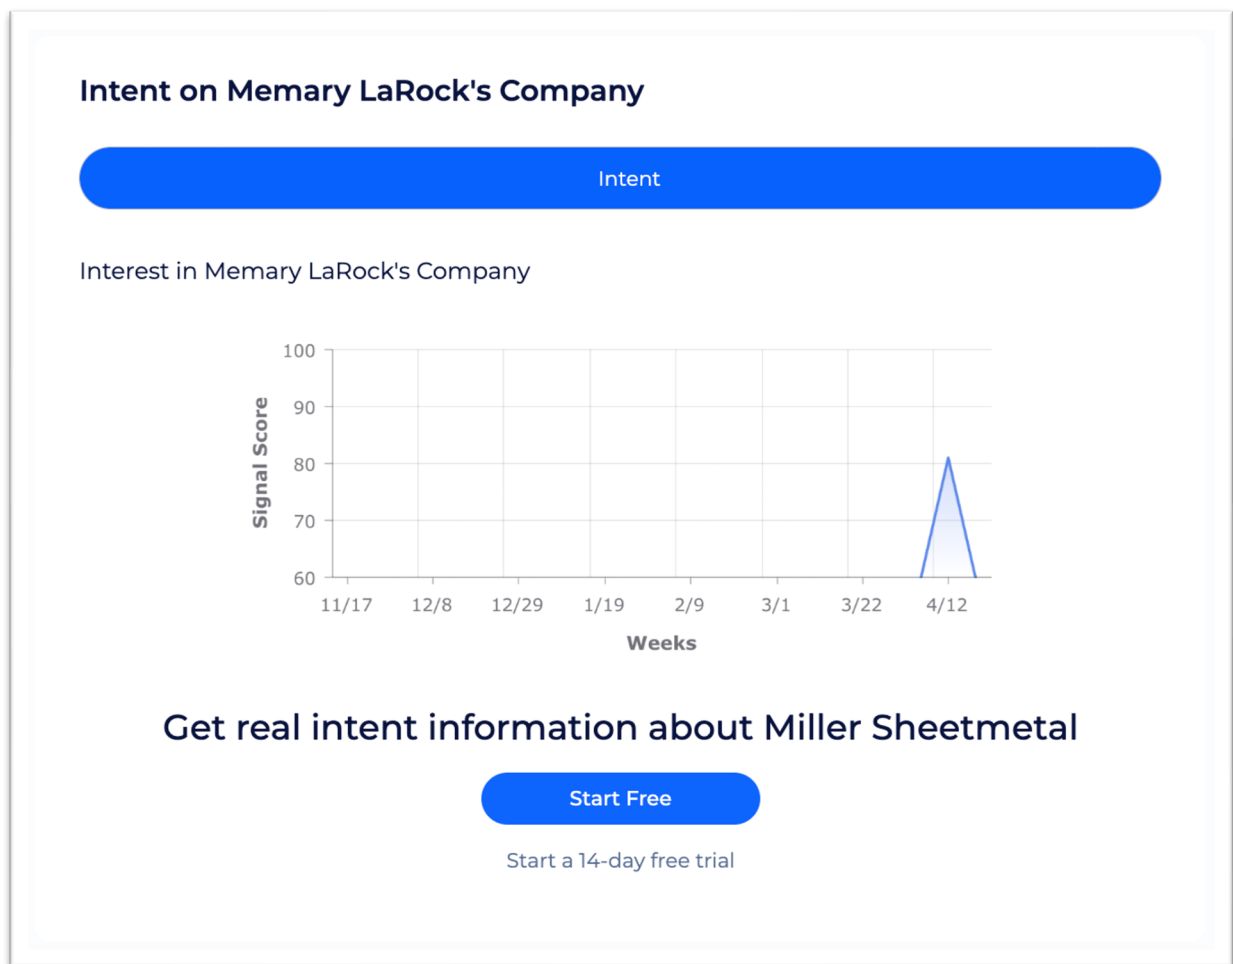 Intent on Memary LaRock's Company
Intent
Interest in Memary LaRock's Company
100
90
80
70
60
Signal Score
11/17 12/8 12/29 1/19 2/9 3/1 3/22 4/12
Weeks
Get real intent information about Miller Sheetmetal
Start Free
Start a 14-day free trial